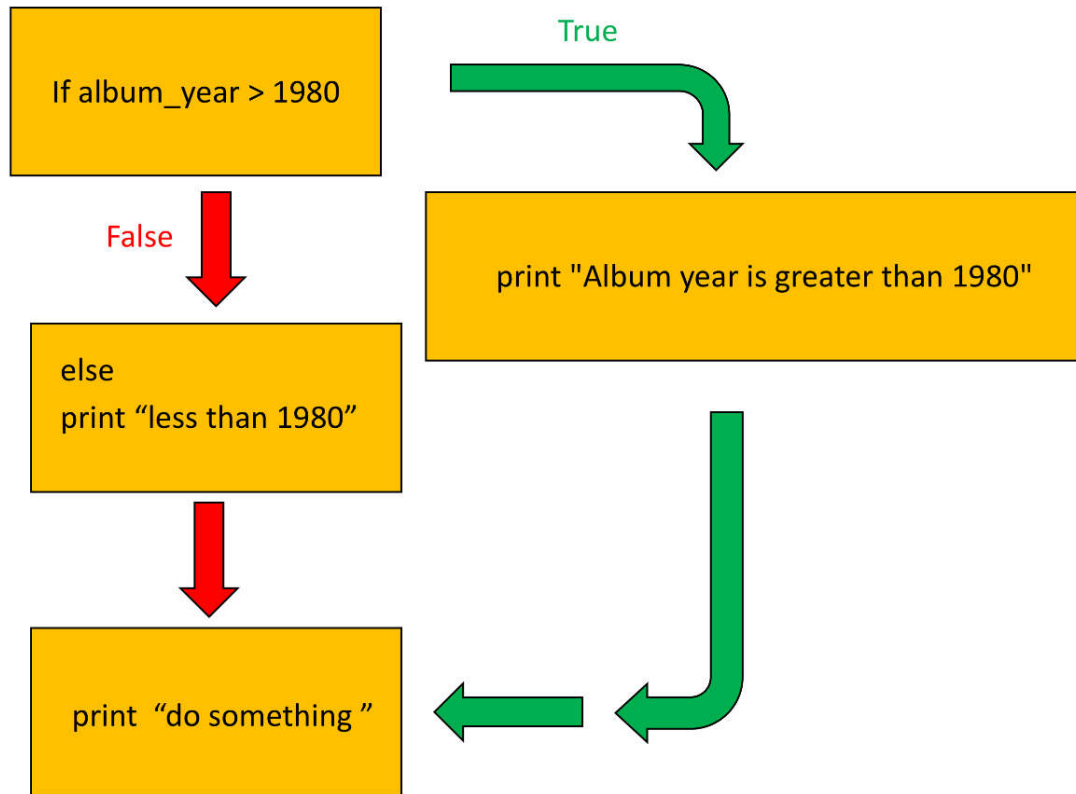 True
If album_year > 1980
False
print "Album year is greater than 1980"
else
print “less than 1980”
print “do something ”